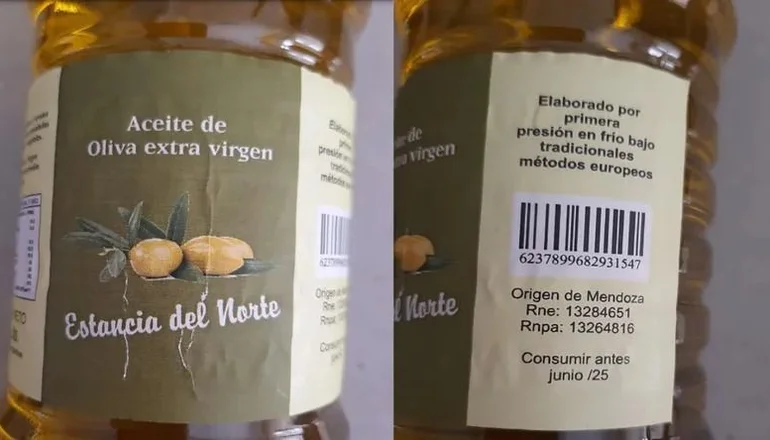 Aceite de
Oliva extra virgen
Estancia del Norte
Elaborado por
primera
presión en frío bajo
tradicionales
métodos europeos
6237899682931547
Origen de Mendoza
Rne: 13284651
Rnpa: 13264816
Consumir antes
junio /25